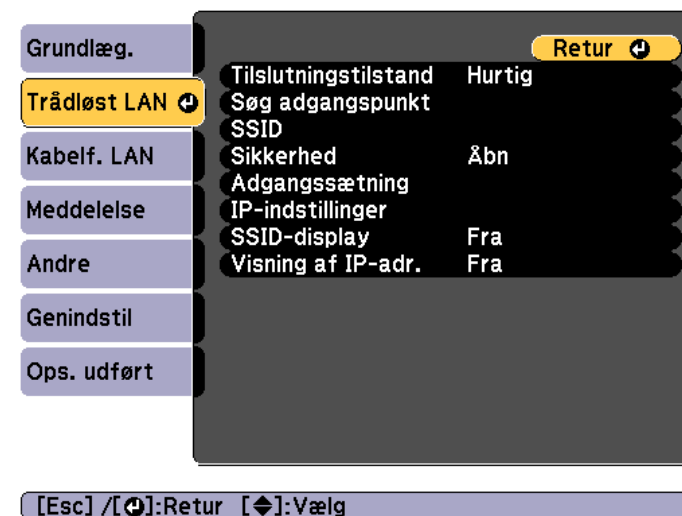 Grundlæg.
Trådløst LAN
Kabelf. LAN
Meddelelse
Andre
Genindstil
Ops. udført
Retur
Tilslutningstilstand Hurtig
Søg adgangspunkt
SSID
Sikkerhed Åbn
Adgangssætning
IP-indstillinger
SSID-display Fra
Visning af IP-adr. Fra
[Esc] /[⏎]:Retur [◆]:Vælg